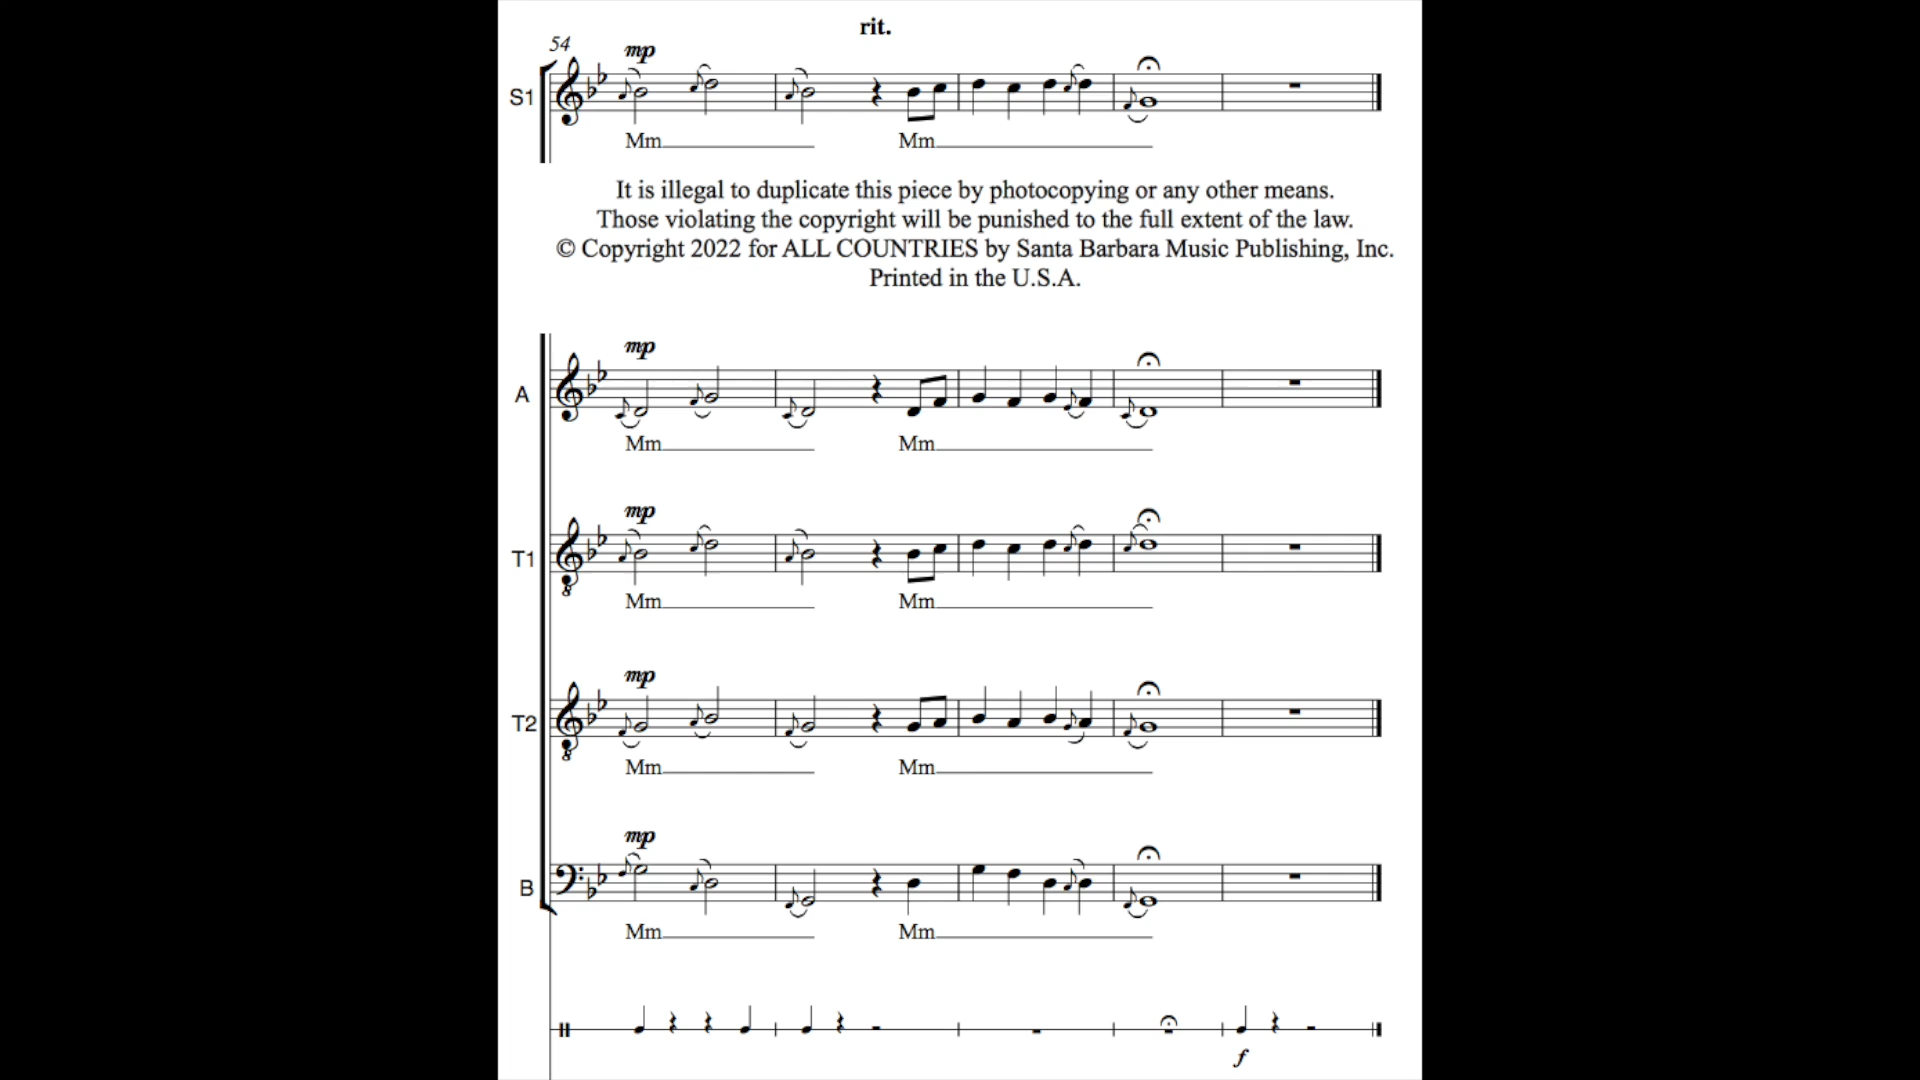 rit.
54
mp
S1
Mm Mm
It is illegal to duplicate this piece by photocopying or any other means.
Those violating the copyright will be punished to the full extent of the law.
© Copyright 2022 for ALL COUNTRIES by Santa Barbara Music Publishing, Inc.
Printed in the U.S.A.
mp
A
Mm Mm
mp
T1
8
Mm Mm
mp
T2
8
Mm Mm
mp
B
Mm Mm
f